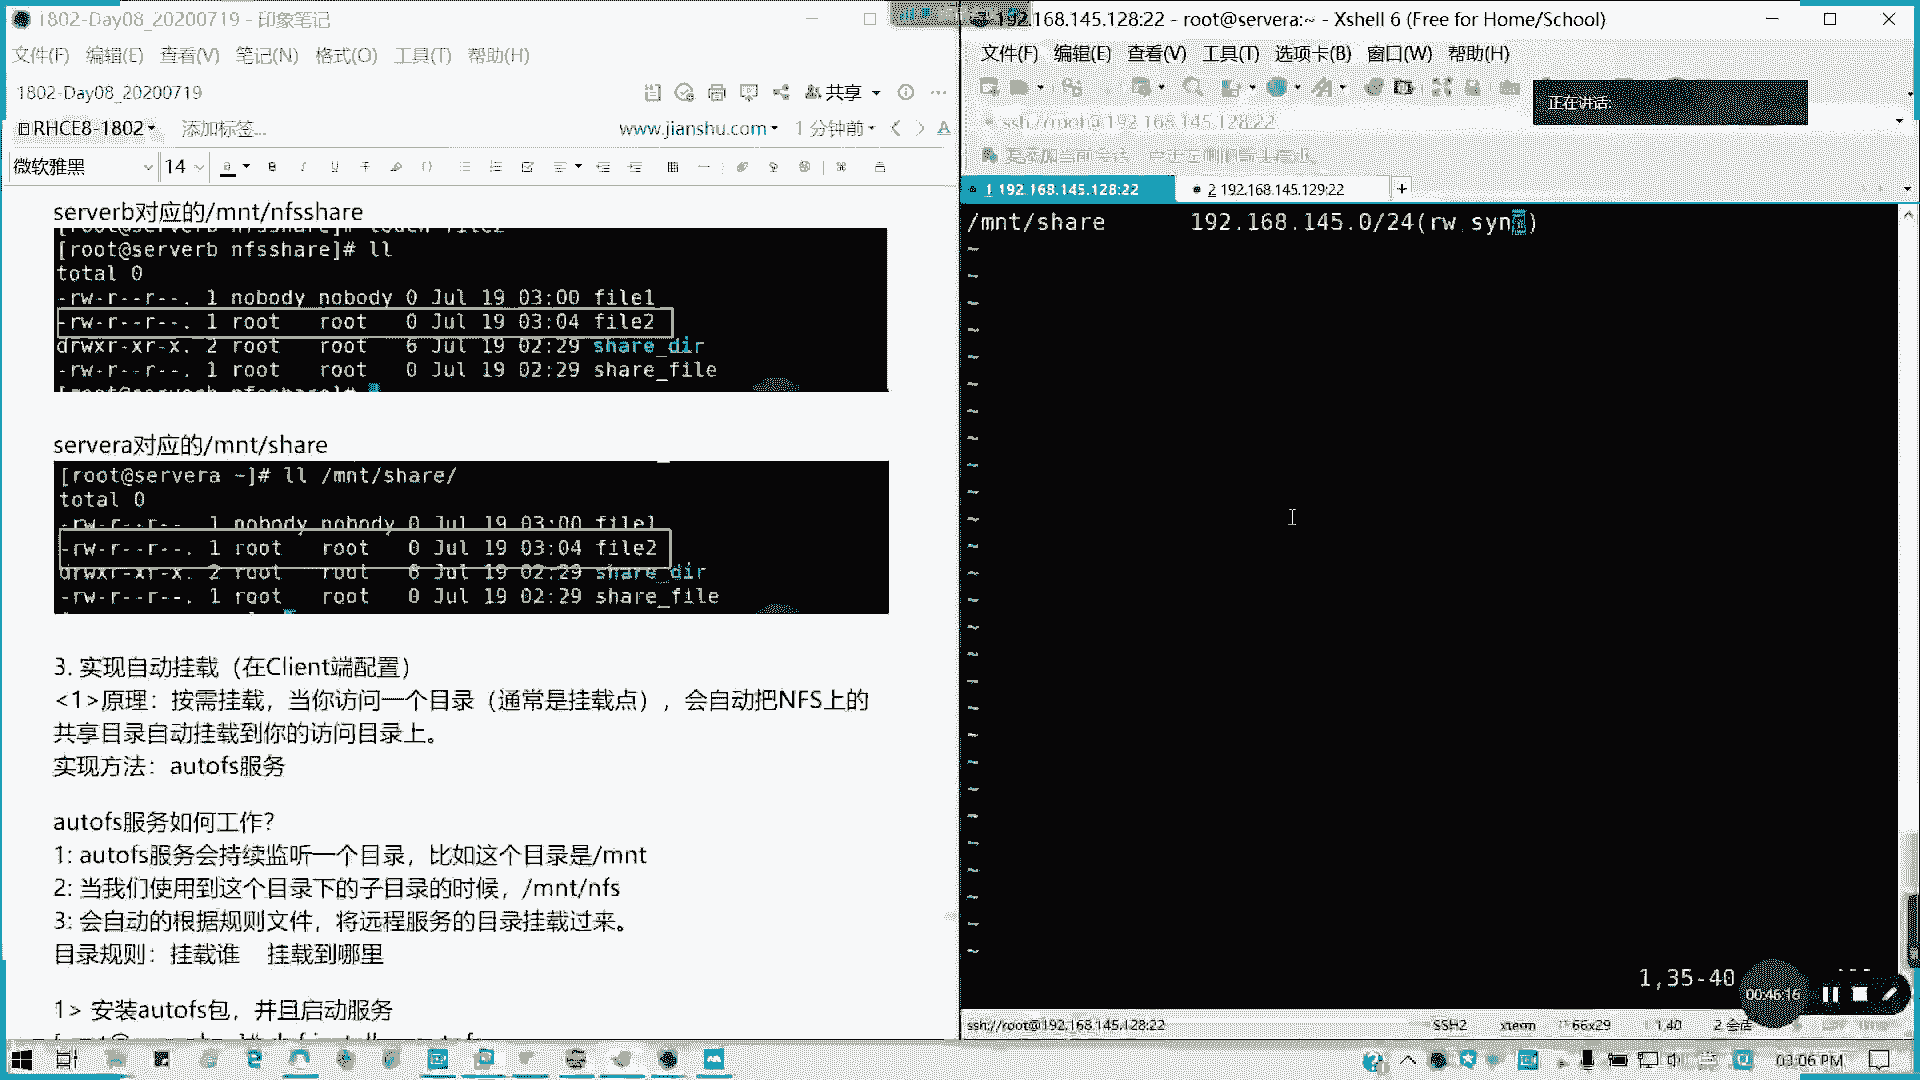 1802-Day08_20200719 - 印象笔记
文件(F) 编辑(E) 查看(V) 笔记(N) 格式(O) 工具(T) 帮助(H)
1802-Day08_20200719
共享
RHCE8-1802
添加标签...
www.jianshu.com
1 分钟前
微软雅黑 14
serverb对应的/mnt/nfsshare
[root@serverb nfsshare]# ll
total 0
-rw-r--r--. 1 nobody nobody 0 Jul 19 03:00 file1
-rw-r--r--. 1 root root 0 Jul 19 03:04 file2
drwxr-xr-x. 2 root root 6 Jul 19 02:29 share_dir
-rw-r--r--. 1 root root 0 Jul 19 02:29 share_file
servera对应的/mnt/share
[root@servera ~]# ll /mnt/share/
total 0
-rw-r--r-- 1 nobody nobody 0 Jul 19 03:00 file1
-rw-r--r--. 1 root root 0 Jul 19 03:04 file2
drwxr-xr-x. 2 root root 6 Jul 19 02:29 share_dir
-rw-r--r--. 1 root root 0 Jul 19 02:29 share_file
3. 实现自动挂载（在Client端配置）
<1>原理：按需挂载，当你访问一个目录（通常是挂载点），会自动把NFS上的
共享目录自动挂载到你的访问目录上。
实现方法：autofs服务
autofs服务如何工作？
1: autofs服务会持续监听一个目录，比如这个目录是/mnt
2: 当我们使用到这个目录下的子目录的时候，/mnt/nfs
3: 会自动的根据规则文件，将远程服务的目录挂载过来。
目录规则：挂载谁 挂载到哪里
1> 安装autofs包，并且启动服务
192.168.145.128:22 - root@servera:~ - Xshell 6 (Free for Home/School)
文件(F) 编辑(E) 查看(V) 工具(T) 选项卡(B) 窗口(W) 帮助(H)
正在讲话:
ssh://root@192.168.145.128:22
1 192.168.145.128:22
2 192.168.145.129:22
/mnt/share 192.168.145.0/24(rw,sync)
1,35-40
00:46:16
ssh://root@192.168.145.128:22
SSH2
xterm
66x29
1,40
2 会话
03:06 PM